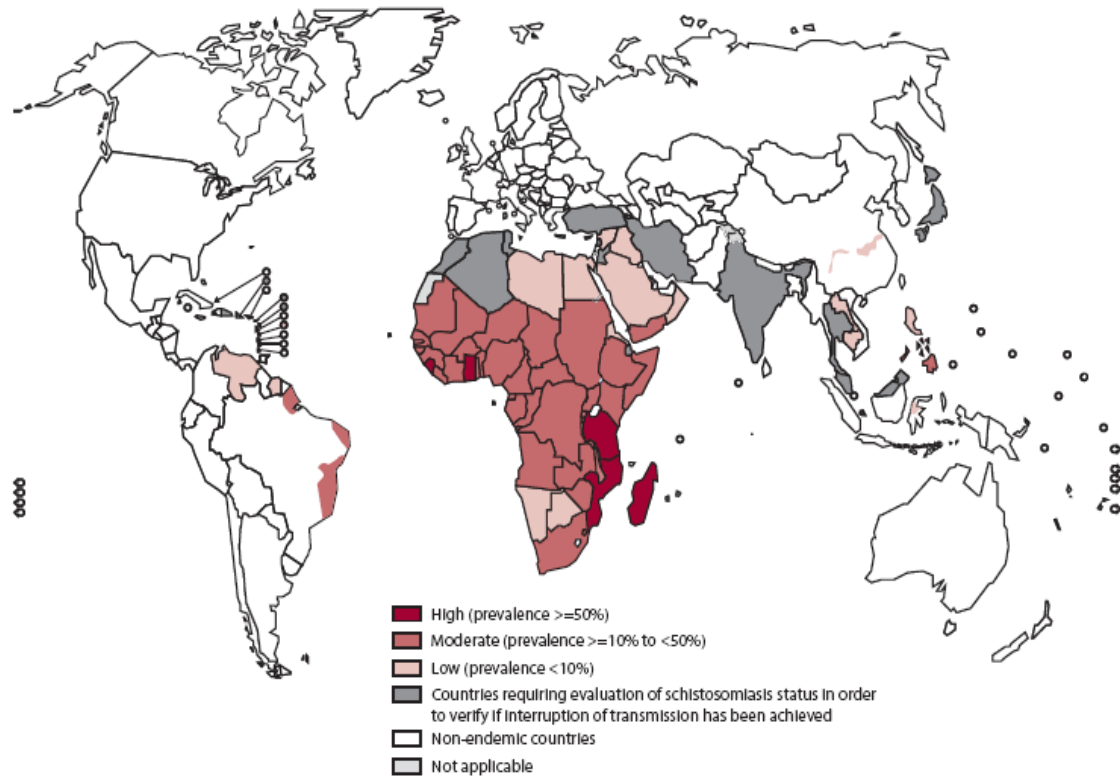 High (prevalence >=50%)
Moderate (prevalence >=10% to <50%)
Low (prevalence <10%)
Countries requiring evaluation of schistosomiasis status in order
to verify if interruption of transmission has been achieved
Non-endemic countries
Not applicable